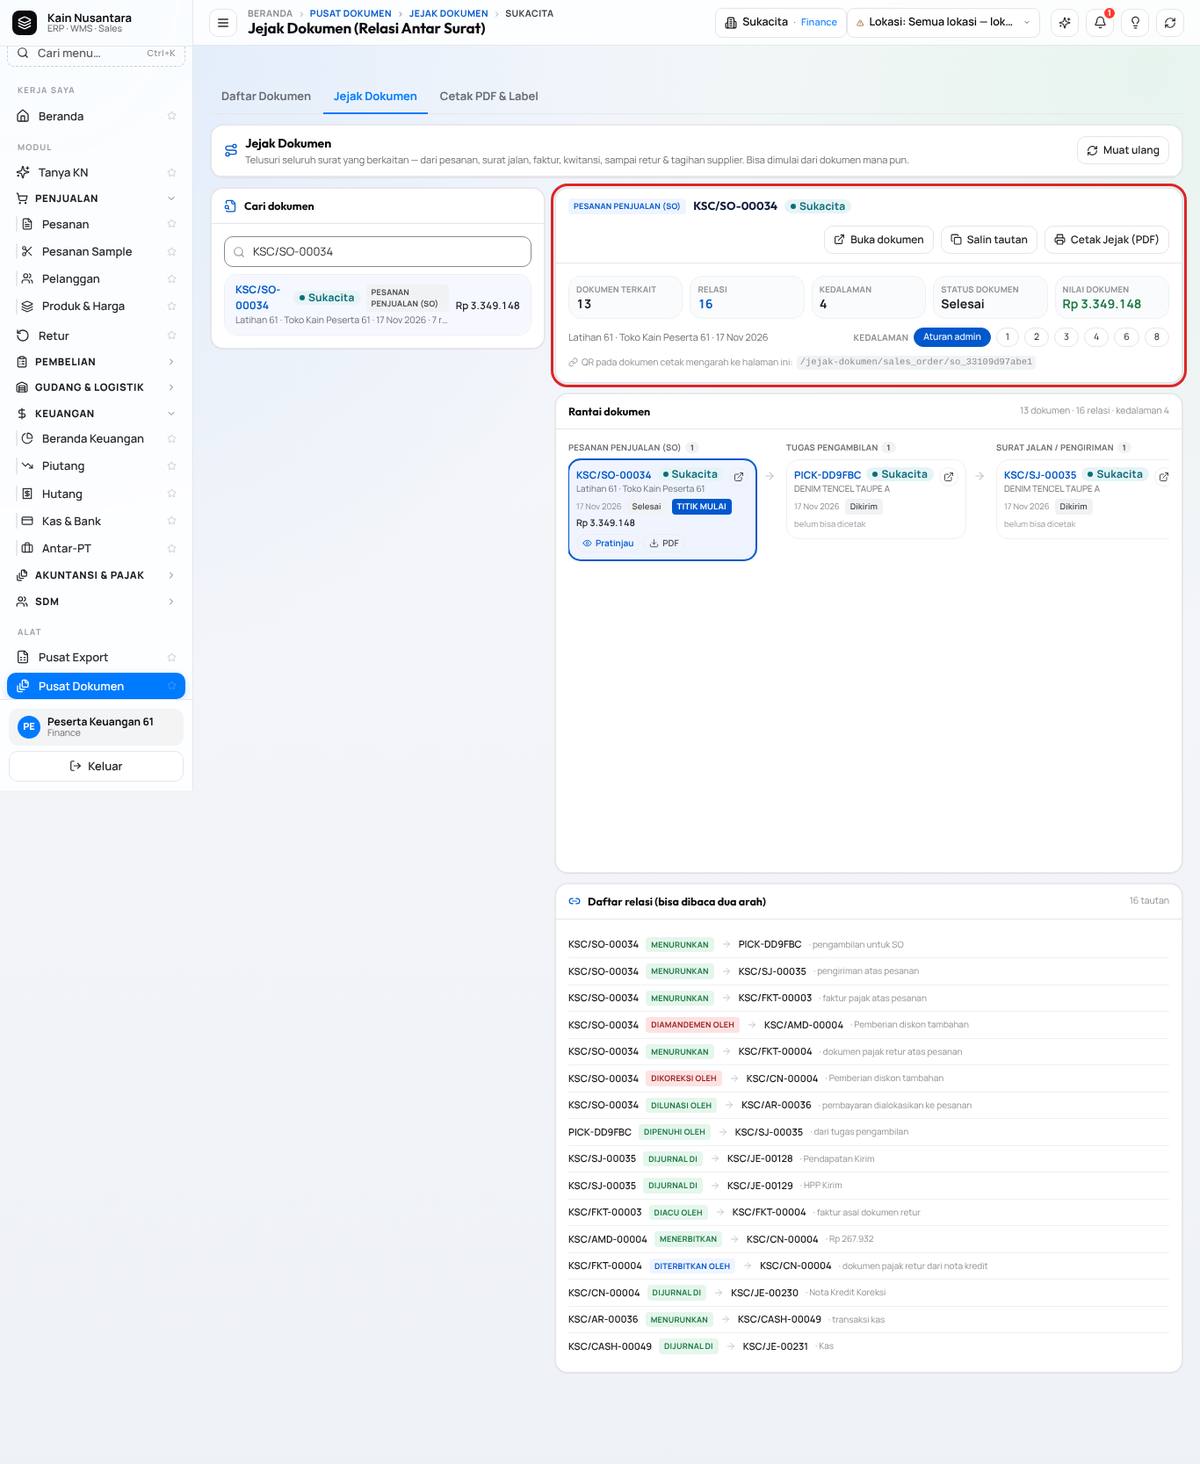 Kain Nusantara
ERP · WMS · Sales
Cari menu... Ctrl+K
KERJA SAYA
Beranda
MODUL
Tanya KN
PENJUALAN
Pesanan
Pesanan Sample
Pelanggan
Produk & Harga
Retur
PEMBELIAN
GUDANG & LOGISTIK
KEUANGAN
Beranda Keuangan
Piutang
Hutang
Kas & Bank
Antar-PT
AKUNTANSI & PAJAK
SDM
ALAT
Pusat Export
Pusat Dokumen
PE
Peserta Keuangan 61
Finance
Keluar
BERANDA › PUSAT DOKUMEN › JEJAK DOKUMEN › SUKACITA
Jejak Dokumen (Relasi Antar Surat)
Sukacita · Finance
Lokasi: Semua lokasi — lok...
1
Daftar Dokumen Jejak Dokumen Cetak PDF & Label
Jejak Dokumen
Telusuri seluruh surat yang berkaitan — dari pesanan, surat jalan, faktur, kwitansi, sampai retur & tagihan supplier. Bisa dimulai dari dokumen mana pun.
Muat ulang
Cari dokumen
KSC/SO-00034
KSC/SO-00034 Sukacita PESANAN PENJUALAN (SO) Rp 3.349.148
Latihan 61 · Toko Kain Peserta 61 · 17 Nov 2026 · 7 r...
PESANAN PENJUALAN (SO) KSC/SO-00034 Sukacita
Buka dokumen Salin tautan Cetak Jejak (PDF)
DOKUMEN TERKAIT
13
RELASI
16
KEDALAMAN
4
STATUS DOKUMEN
Selesai
NILAI DOKUMEN
Rp 3.349.148
Latihan 61 · Toko Kain Peserta 61 · 17 Nov 2026
KEDALAMAN Aturan admin 1 2 3 4 6 8
QR pada dokumen cetak mengarah ke halaman ini: /jejak-dokumen/sales_order/so_33109d97abe1
Rantai dokumen
13 dokumen · 16 relasi · kedalaman 4
PESANAN PENJUALAN (SO) 1
KSC/SO-00034 Sukacita
Latihan 61 · Toko Kain Peserta 61
17 Nov 2026 Selesai TITIK MULAI
Rp 3.349.148
Pratinjau PDF
TUGAS PENGAMBILAN 1
PICK-DD9FBC Sukacita
DENIM TENCEL TAUPE A
17 Nov 2026 Dikirim
belum bisa dicetak
SURAT JALAN / PENGIRIMAN 1
KSC/SJ-00035 Sukacita
DENIM TENCEL TAUPE A
17 Nov 2026 Dikirim
belum bisa dicetak
Daftar relasi (bisa dibaca dua arah)
16 tautan
KSC/SO-00034 MENURUNKAN → PICK-DD9FBC · pengambilan untuk SO
KSC/SO-00034 MENURUNKAN → KSC/SJ-00035 · pengiriman atas pesanan
KSC/SO-00034 MENURUNKAN → KSC/FKT-00003 · faktur pajak atas pesanan
KSC/SO-00034 DIAMANDEMEN OLEH → KSC/AMD-00004 · Pemberian diskon tambahan
KSC/SO-00034 MENURUNKAN → KSC/FKT-00004 · dokumen pajak retur atas pesanan
KSC/SO-00034 DIKOREKSI OLEH → KSC/CN-00004 · Pemberian diskon tambahan
KSC/SO-00034 DILUNASI OLEH → KSC/AR-00036 · pembayaran dialokasikan ke pesanan
PICK-DD9FBC DIPENUHI OLEH → KSC/SJ-00035 · dari tugas pengambilan
KSC/SJ-00035 DIJURNAL DI → KSC/JE-00128 · Pendapatan Kirim
KSC/SJ-00035 DIJURNAL DI → KSC/JE-00129 · HPP Kirim
KSC/FKT-00003 DIACU OLEH → KSC/FKT-00004 · faktur asal dokumen retur
KSC/AMD-00004 MENERBITKAN → KSC/CN-00004 · Rp 267.932
KSC/FKT-00004 DITERBITKAN OLEH → KSC/CN-00004 · dokumen pajak retur dari nota kredit
KSC/CN-00004 DIJURNAL DI → KSC/JE-00230 · Nota Kredit Koreksi
KSC/AR-00036 MENURUNKAN → KSC/CASH-00049 · transaksi kas
KSC/CASH-00049 DIJURNAL DI → KSC/JE-00231 · Kas